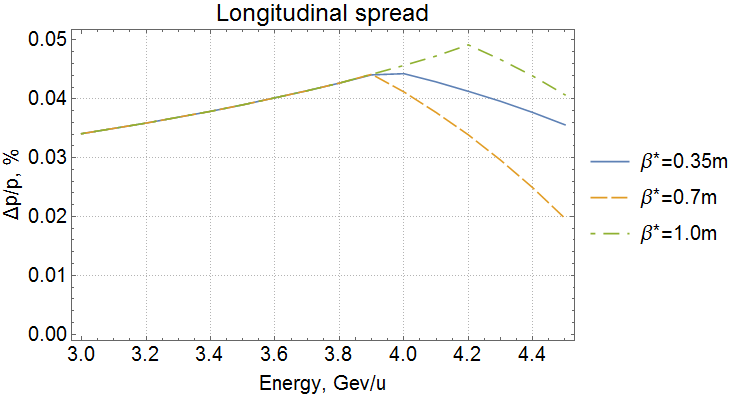 Longitudinal spread
Δp/p, %
0.05
0.04
0.03
0.02
0.01
0.00
3.0 3.2 3.4 3.6 3.8 4.0 4.2 4.4
Energy, Gev/u
β*=0.35m
β*=0.7m
β*=1.0m